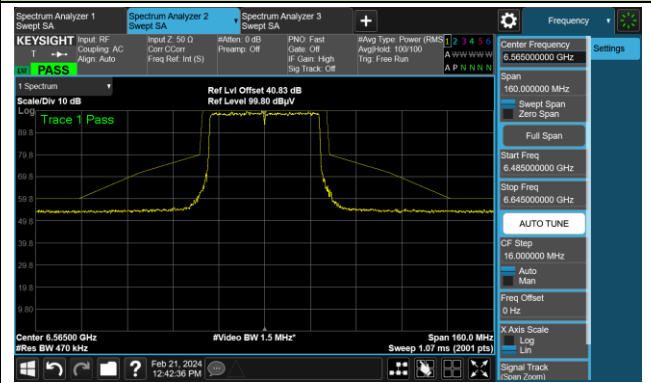 Spectrum Analyzer 1
Swept SA
Spectrum Analyzer 2
Swept SA
Spectrum Analyzer 3
Swept SA
Frequency
KEYSIGHT
Input: RF
Coupling: AC
Align: Auto
Input Z: 50 Ω
Corr CCorr
Freq Ref: Int (S)
#Atten: 0 dB
Preamp: Off
PNO: Fast
Gate: Off
IF Gain: High
Sig Track: Off
#Avg Type: Power (RMS
Avg|Hold: 100/100
Trig: Free Run
1 2 3 4 5 6
A W W W W W
A P N N N N
LXI
T
PASS
1 Spectrum
Scale/Div 10 dB
Ref Lvl Offset 40.83 dB
Ref Level 99.80 dBµV
Log
Trace 1 Pass
89.8
79.8
69.8
59.8
49.8
39.8
29.8
19.8
9.80
Center 6.56500 GHz
#Video BW 1.5 MHz*
Span 160.0 MHz
#Res BW 470 kHz
Sweep 1.07 ms (2001 pts)
Center Frequency
6.565000000 GHz
Settings
Span
160.000000 MHz
Swept Span
Zero Span
Full Span
Start Freq
6.485000000 GHz
Stop Freq
6.645000000 GHz
AUTO TUNE
CF Step
16.000000 MHz
Auto
Man
Freq Offset
0 Hz
X Axis Scale
Log
Lin
Signal Track
(Span Zoom)
?
Feb 21, 2024
12:42:36 PM